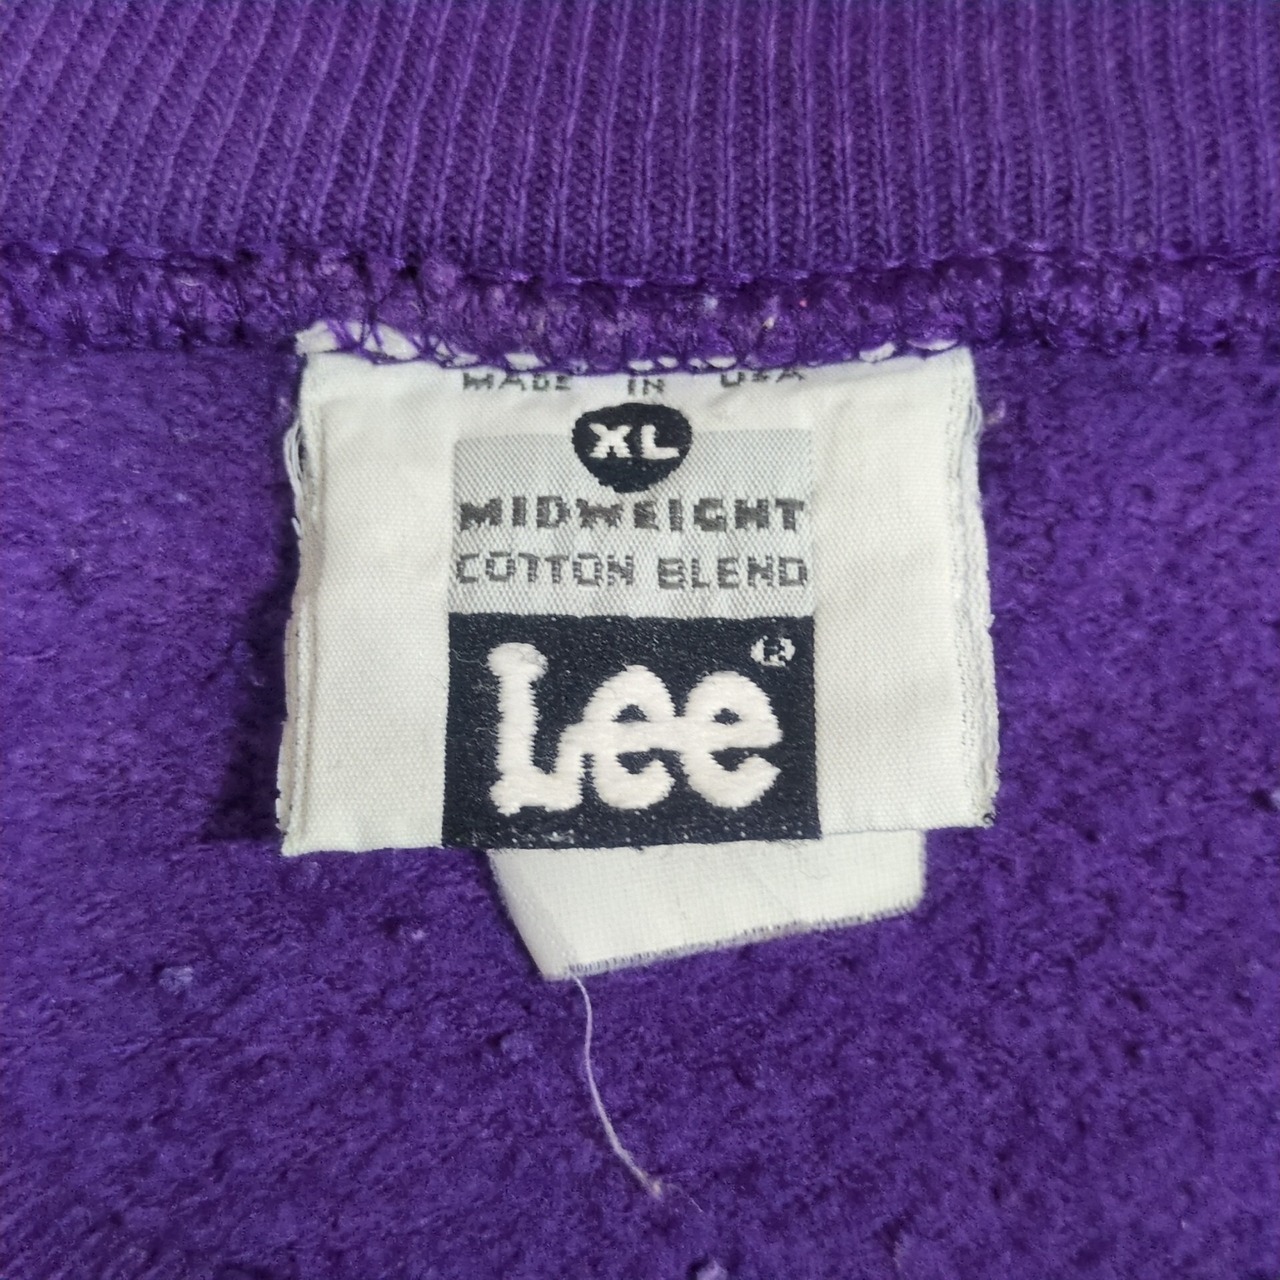 MADE IN USA
XL
MIDWEIGHT
COTTON BLEND
Lee®